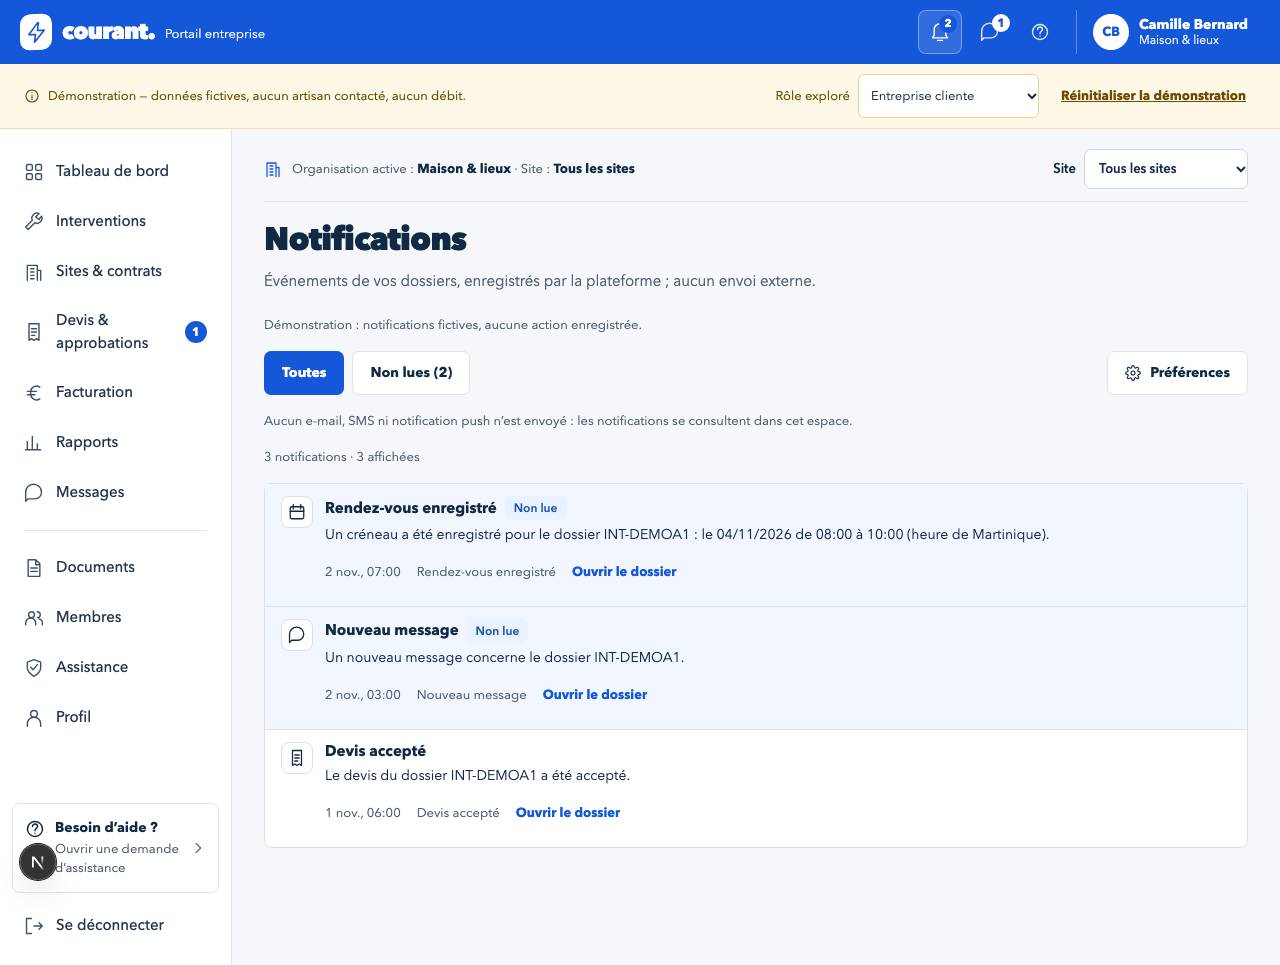 courant. Portail entreprise
2
1
CB
Camille Bernard
Maison & lieux
Démonstration – données fictives, aucun artisan contacté, aucun débit.
Rôle exploré
Entreprise cliente
Réinitialiser la démonstration
Tableau de bord
Interventions
Sites & contrats
Devis &
approbations
1
Facturation
Rapports
Messages
Documents
Membres
Assistance
Profil
Besoin d’aide ?
Ouvrir une demande
d’assistance
N
Se déconnecter
Organisation active : Maison & lieux · Site : Tous les sites
Site
Tous les sites
Notifications
Événements de vos dossiers, enregistrés par la plateforme ; aucun envoi externe.
Démonstration : notifications fictives, aucune action enregistrée.
Toutes
Non lues (2)
Préférences
Aucun e-mail, SMS ni notification push n’est envoyé : les notifications se consultent dans cet espace.
3 notifications · 3 affichées
Rendez-vous enregistré Non lue
Un créneau a été enregistré pour le dossier INT-DEMOA1 : le 04/11/2026 de 08:00 à 10:00 (heure de Martinique).
2 nov., 07:00 Rendez-vous enregistré Ouvrir le dossier
Nouveau message Non lue
Un nouveau message concerne le dossier INT-DEMOA1.
2 nov., 03:00 Nouveau message Ouvrir le dossier
Devis accepté
Le devis du dossier INT-DEMOA1 a été accepté.
1 nov., 06:00 Devis accepté Ouvrir le dossier